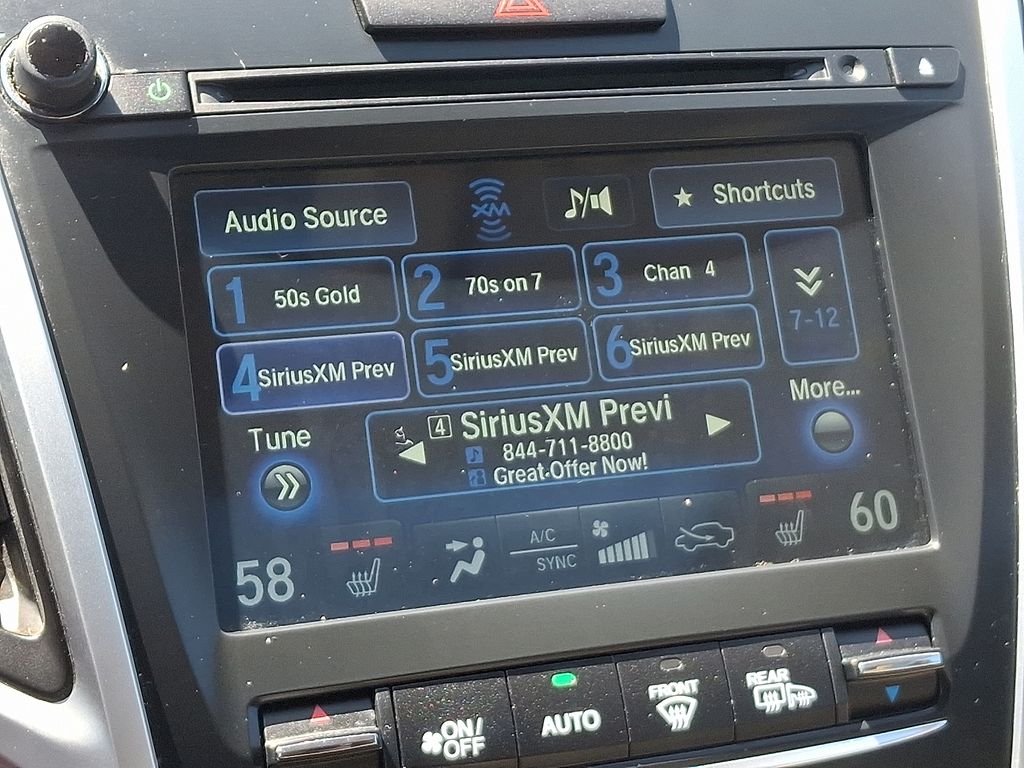 Audio Source
XM
Shortcuts
1 50s Gold
2 70s on 7
3 Chan 4
7-12
4 SiriusXM Prev
5 SiriusXM Prev
6 SiriusXM Prev
More...
Tune
4 SiriusXM Previ
844-711-8800
Great Offer Now!
58
A/C
SYNC
60
ON/
OFF
AUTO
FRONT
REAR